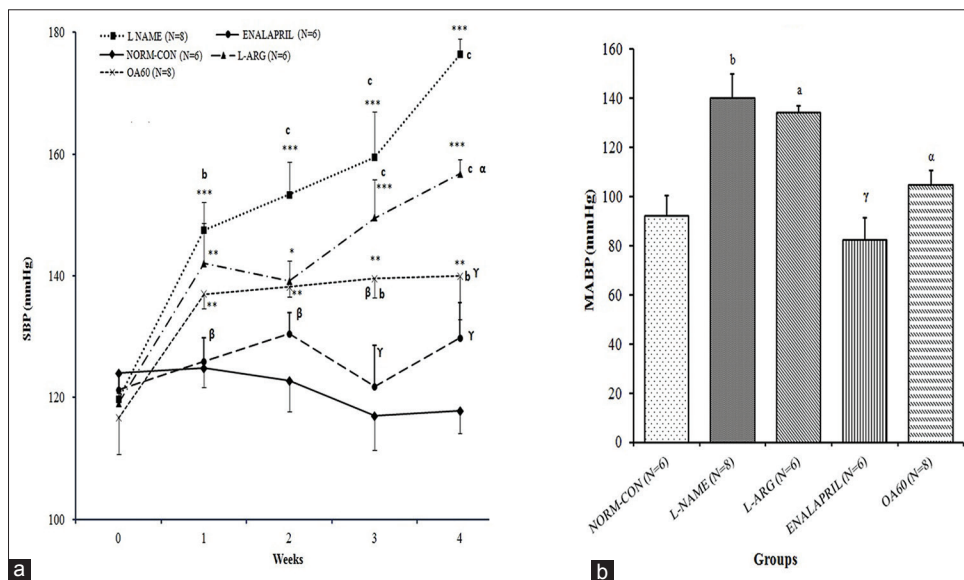 180
160
140
120
100
SBP (mmHg)
L NAME (N=8)
ENALAPRIL (N=6)
NORM-CON (N=6)
L-ARG (N=6)
OA60 (N=8)
b
***
**
**
β
c
***
*
**
β
c
***
c
***
**
β b
γ
***
c
***
c α
**
b γ
γ
0 1 2 3 4
Weeks
a
160
140
120
100
80
60
40
20
0
MABP (mmHg)
b
a
γ
α
NORM-CON (N=6)
L-NAME (N=8)
L-ARG (N=6)
ENALAPRIL (N=6)
OA60 (N=8)
Groups
b